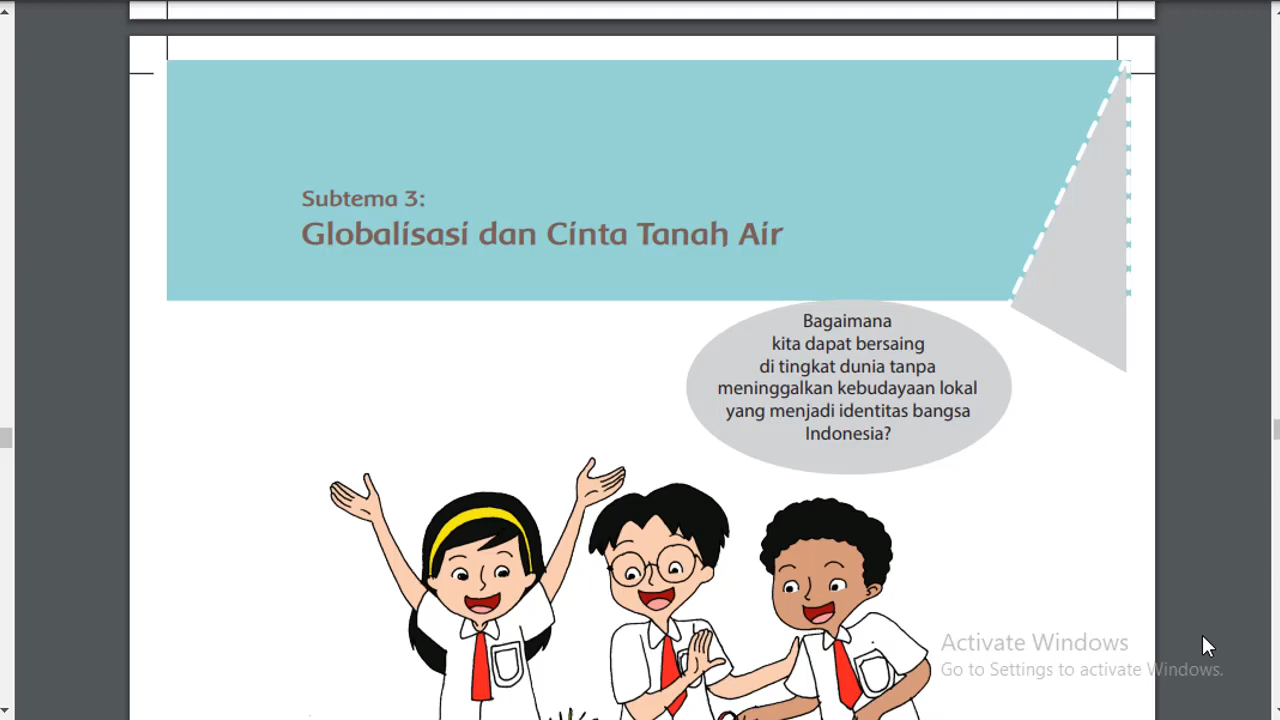 Subtema 3:
Globalisasi dan Cinta Tanah Air
Bagaimana
kita dapat bersaing
di tingkat dunia tanpa
meninggalkan kebudayaan lokal
yang menjadi identitas bangsa
Indonesia?
Activate Windows
Go to Settings to activate Windows.